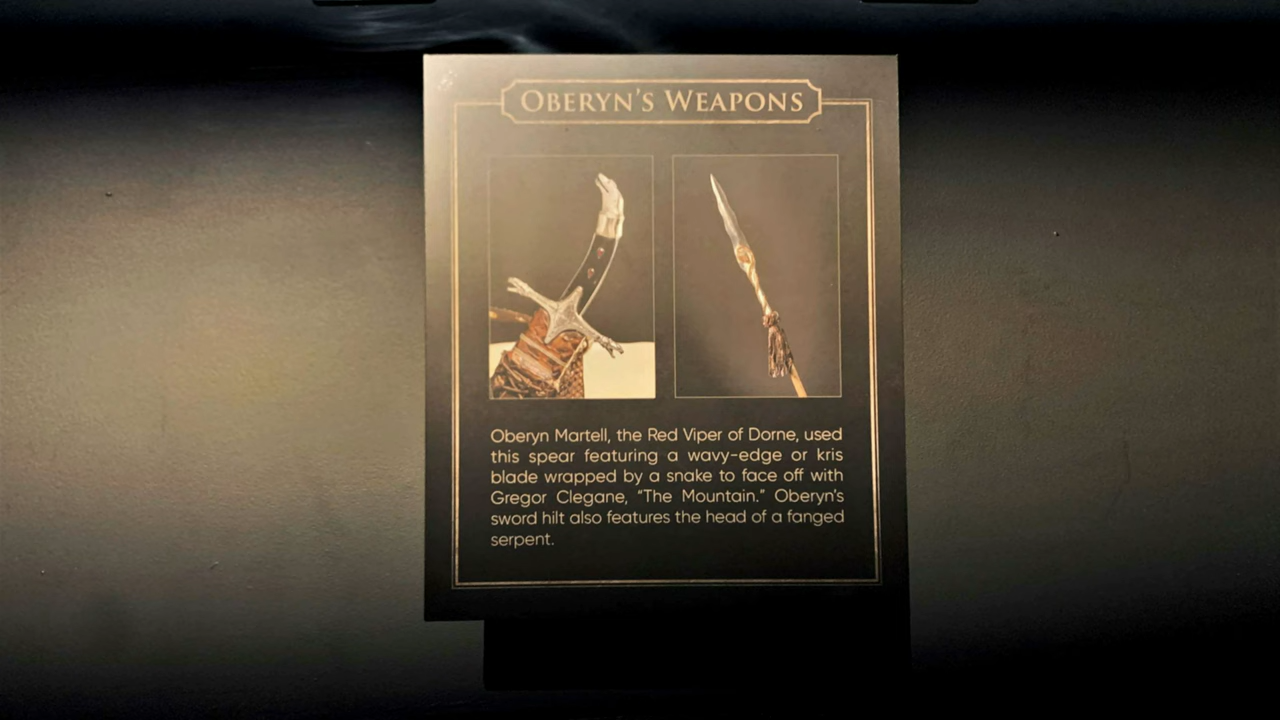 OBERYN'S WEAPONS
Oberyn Martell, the Red Viper of Dorne, used
this spear featuring a wavy-edge or kris
blade wrapped by a snake to face off with
Gregor Clegane, “The Mountain.” Oberyn's
sword hilt also features the head of a fanged
serpent.